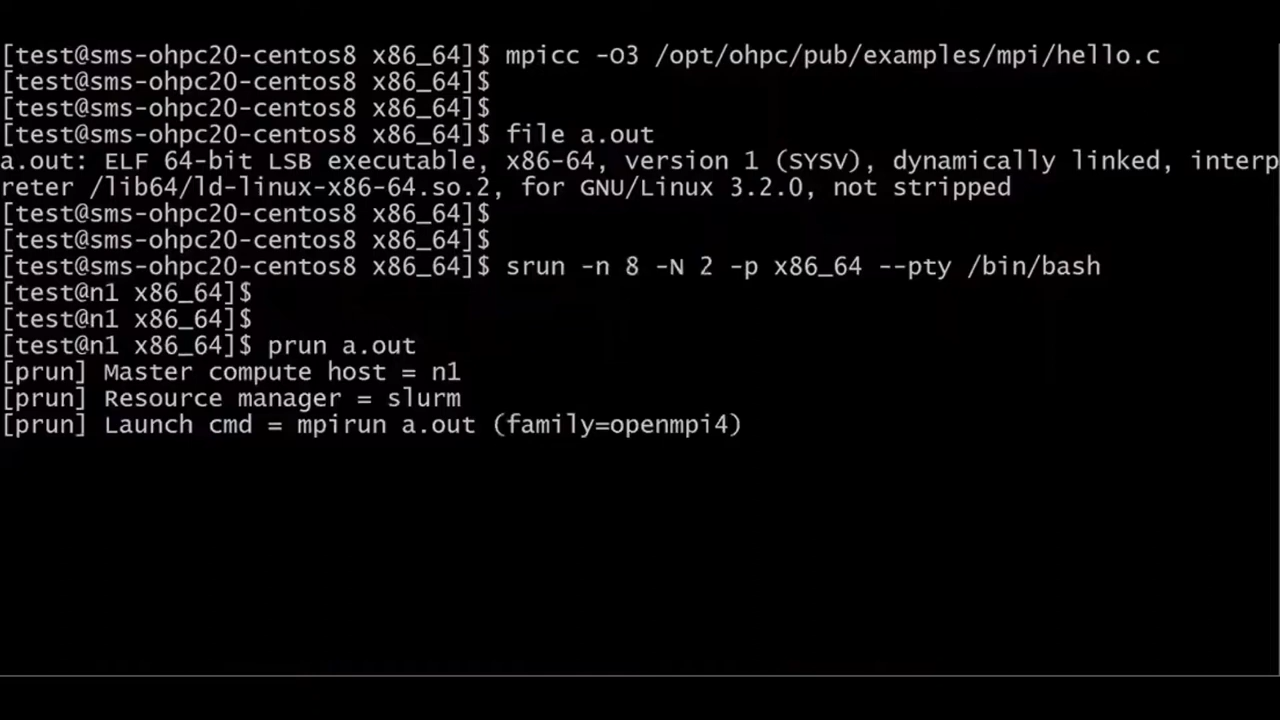 [test@sms-ohpc20-centos8 x86_64]$ mpicc -O3 /opt/ohpc/pub/examples/mpi/hello.c
[test@sms-ohpc20-centos8 x86_64]$
[test@sms-ohpc20-centos8 x86_64]$
[test@sms-ohpc20-centos8 x86_64]$ file a.out
a.out: ELF 64-bit LSB executable, x86-64, version 1 (SYSV), dynamically linked, interp
reter /lib64/ld-linux-x86-64.so.2, for GNU/Linux 3.2.0, not stripped
[test@sms-ohpc20-centos8 x86_64]$
[test@sms-ohpc20-centos8 x86_64]$
[test@sms-ohpc20-centos8 x86_64]$ srun -n 8 -N 2 -p x86_64 --pty /bin/bash
[test@n1 x86_64]$
[test@n1 x86_64]$
[test@n1 x86_64]$ prun a.out
[prun] Master compute host = n1
[prun] Resource manager = slurm
[prun] Launch cmd = mpirun a.out (family=openmpi4)